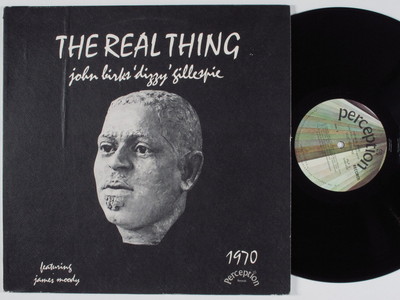 THE REAL THING
john birks 'dizzy' gillespie
featuring
james moody
1970
Perception
perception